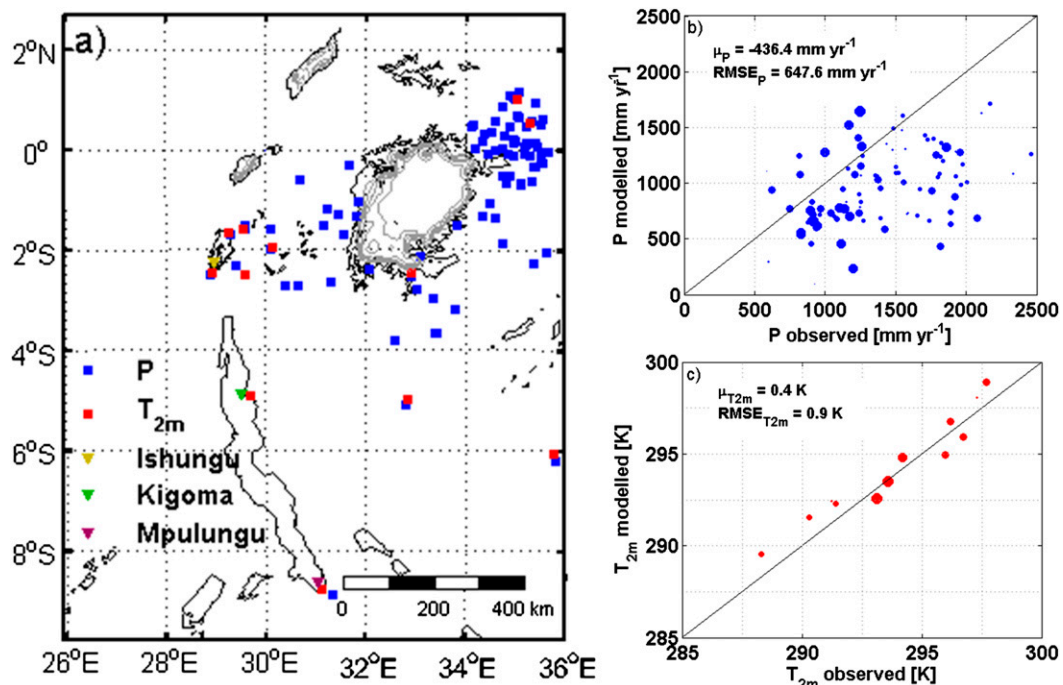 a)
2°N
0°
2°S
4°S
6°S
8°S
P
T2m
Ishungu
Kigoma
Mpulungu
0 200 400 km
26°E 28°E 30°E 32°E 34°E 36°E
b)
μP = -436.4 mm yr-1
RMSEP = 647.6 mm yr-1
P modelled [mm yr1]
2500
2000
1500
1000
500
0
0 500 1000 1500 2000 2500
P observed [mm yr-1]
c)
μT2m = 0.4 K
RMSET2m = 0.9 K
T2m modelled [K]
300
295
290
285
285 290 295 300
T2m observed [K]